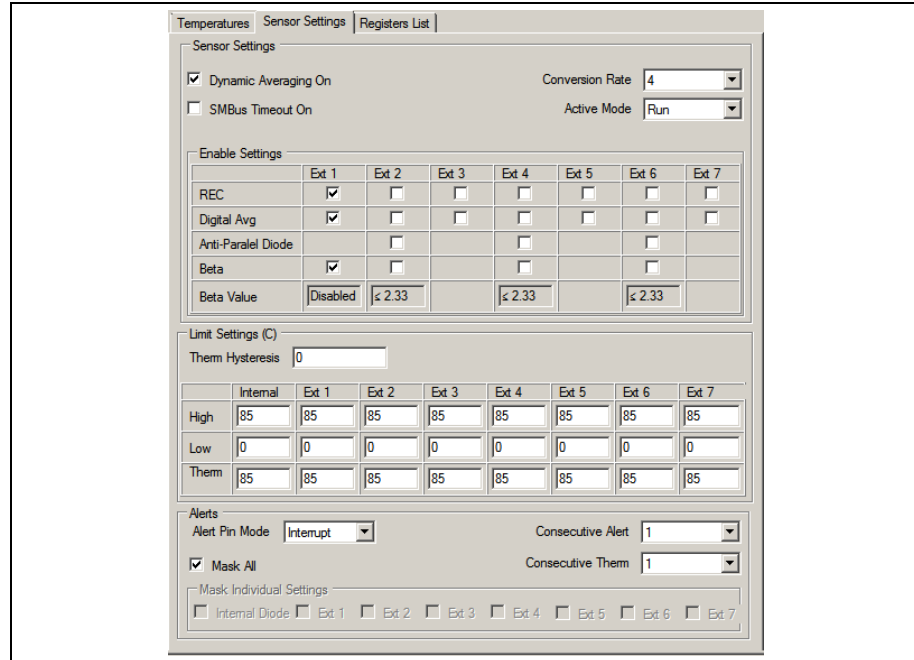 Temperatures Sensor Settings Registers List
Sensor Settings
Dynamic Averaging On Conversion Rate 4
SMBus Timeout On Active Mode Run
Enable Settings
Ext 1 Ext 2 Ext 3 Ext 4 Ext 5 Ext 6 Ext 7
REC
Digital Avg
Anti-Paralel Diode
Beta
Beta Value Disabled ≤ 2.33 ≤ 2.33 ≤ 2.33
Limit Settings (C)
Therm Hysteresis 0
Internal Ext 1 Ext 2 Ext 3 Ext 4 Ext 5 Ext 6 Ext 7
High 85 85 85 85 85 85 85 85
Low 0 0 0 0 0 0 0 0
Therm 85 85 85 85 85 85 85 85
Alerts
Alert Pin Mode Interrupt Consecutive Alert 1
Mask All Consecutive Therm 1
Mask Individual Settings
Internal Diode Ext 1 Ext 2 Ext 3 Ext 4 Ext 5 Ext 6 Ext 7